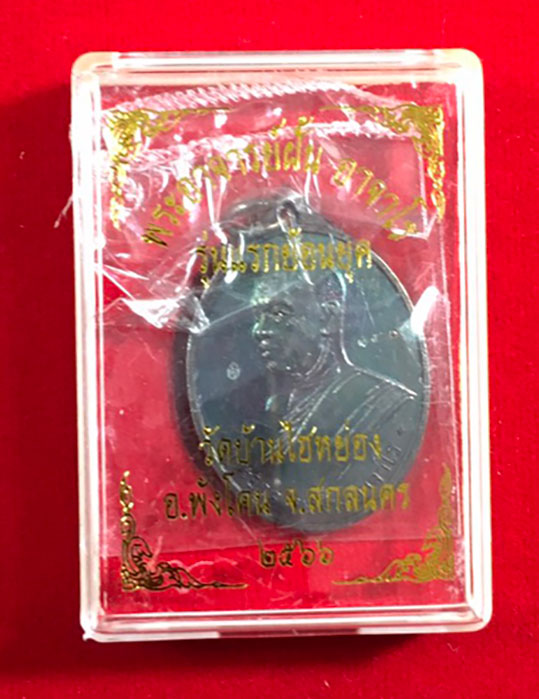 พระอาจารย์ฝั้น อาจาโร
รุ่นแรกย้อนยุค
วัดบ้านไฮหย่อง
อ.พังโคน จ.สกลนคร
๒๕๖๖